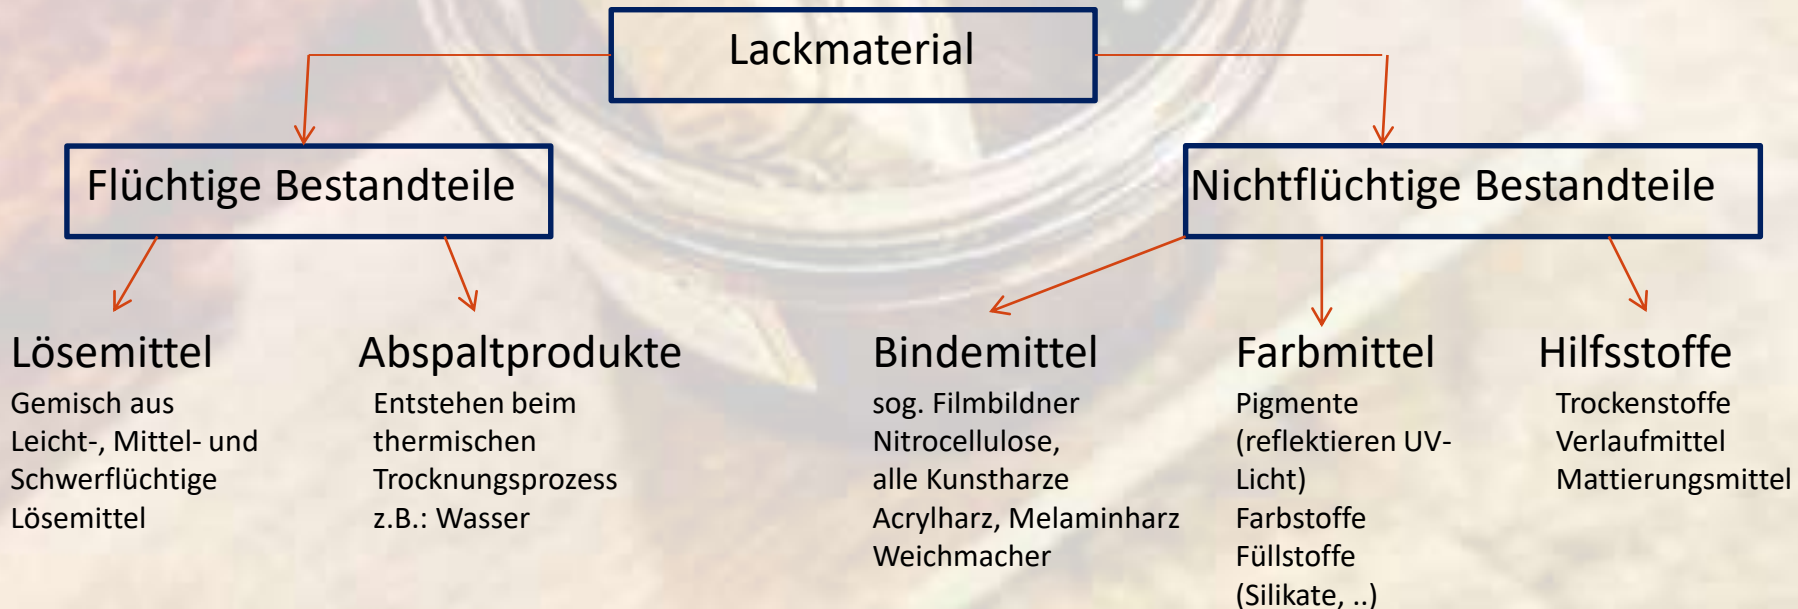 Lackmaterial
Flüchtige Bestandteile
Nichtflüchtige Bestandteile
Lösemittel
Gemisch aus
Leicht-, Mittel- und
Schwerflüchtige
Lösemittel
Abspaltprodukte
Entstehen beim
thermischen
Trocknungsprozess
z.B.: Wasser
Bindemittel
sog. Filmbildner
Nitrocellulose,
alle Kunstharze
Acrylharz, Melaminharz
Weichmacher
Farbmittel
Pigmente
(reflektieren UV-
Licht)
Farbstoffe
Füllstoffe
(Silikate, ..)
Hilfsstoffe
Trockenstoffe
Verlaufmittel
Mattierungsmittel